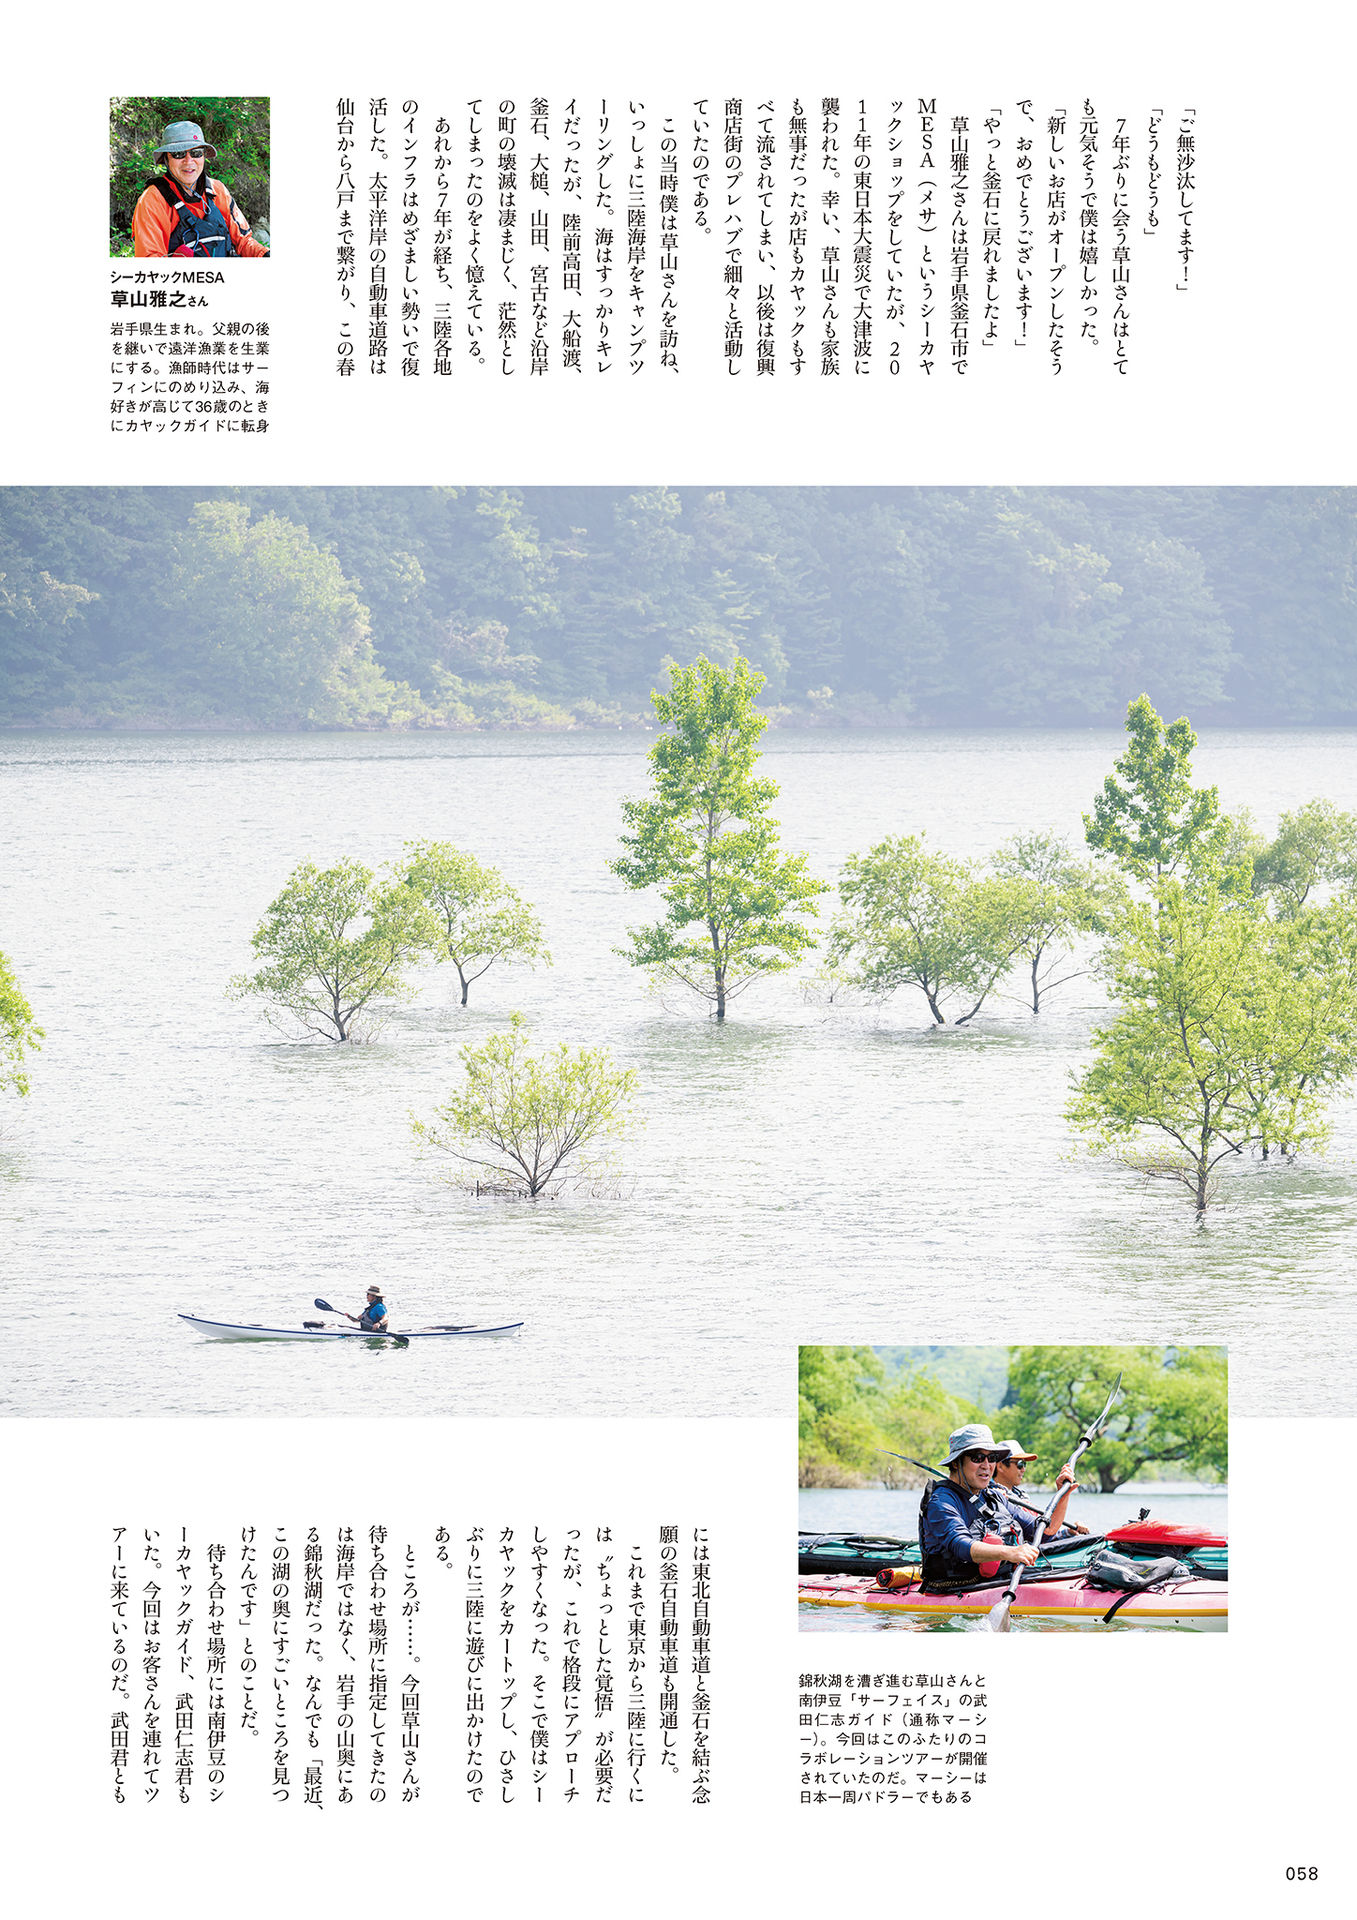 「ご無沙汰してます！」
「どうもどうも」
　７年ぶりに会う草山さんはとて
も元気そうで僕は嬉しかった。
「新しいお店がオープンしたそう
で、おめでとうございます！」
「やっと釜石に戻れましたよ」
　草山雅之さんは岩手県釜石市で
ＭＥＳＡ（メサ）というシーカヤ
ックショップをしていたが、２０
１１年の東日本大震災で大津波に
襲われた。幸い、草山さんも家族
も無事だったが店もカヤックもす
べて流されてしまい、以後は復興
商店街のプレハブで細々と活動し
ていたのである。
　この当時僕は草山さんを訪ね、
いっしょに三陸海岸をキャンプツ
ーリングした。海はすっかりキレ
イだったが、陸前高田、大船渡、
釜石、大槌、山田、宮古など沿岸
の町の壊滅は凄まじく、茫然とし
てしまったのをよく憶えている。
　あれから７年が経ち、三陸各地
のインフラはめざましい勢いで復
活した。太平洋岸の自動車道路は
仙台から八戸まで繋がり、この春
シーカヤックMESA
草山雅之さん
岩手県生まれ。父親の後
を継いで遠洋漁業を生業
にする。漁師時代はサー
フィンにのめり込み、海
好きが高じて36歳のとき
にカヤックガイドに転身
には東北自動車道と釜石を結ぶ念
願の釜石自動車道も開通した。
　これまで東京から三陸に行くに
は〝ちょっとした覚悟〟が必要だ
ったが、これで格段にアプローチ
しやすくなった。そこで僕はシー
カヤックをカートップし、ひさし
ぶりに三陸に遊びに出かけたので
ある。
　ところが……。今回草山さんが
待ち合わせ場所に指定してきたの
は海岸ではなく、岩手の山奥にあ
る錦秋湖だった。なんでも「最近、
この湖の奥にすごいところを見つ
けたんです」とのことだ。
　待ち合わせ場所には南伊豆のシ
ーカヤックガイド、武田仁志君も
いた。今回はお客さんを連れてツ
アーに来ているのだ。武田君とも
錦秋湖を漕ぎ進む草山さんと
南伊豆「サーフェイス」の武
田仁志ガイド（通称マーシ
ー）。今回はこのふたりのコ
ラボレーションツアーが開催
されていたのだ。マーシーは
日本一周パドラーでもある
058